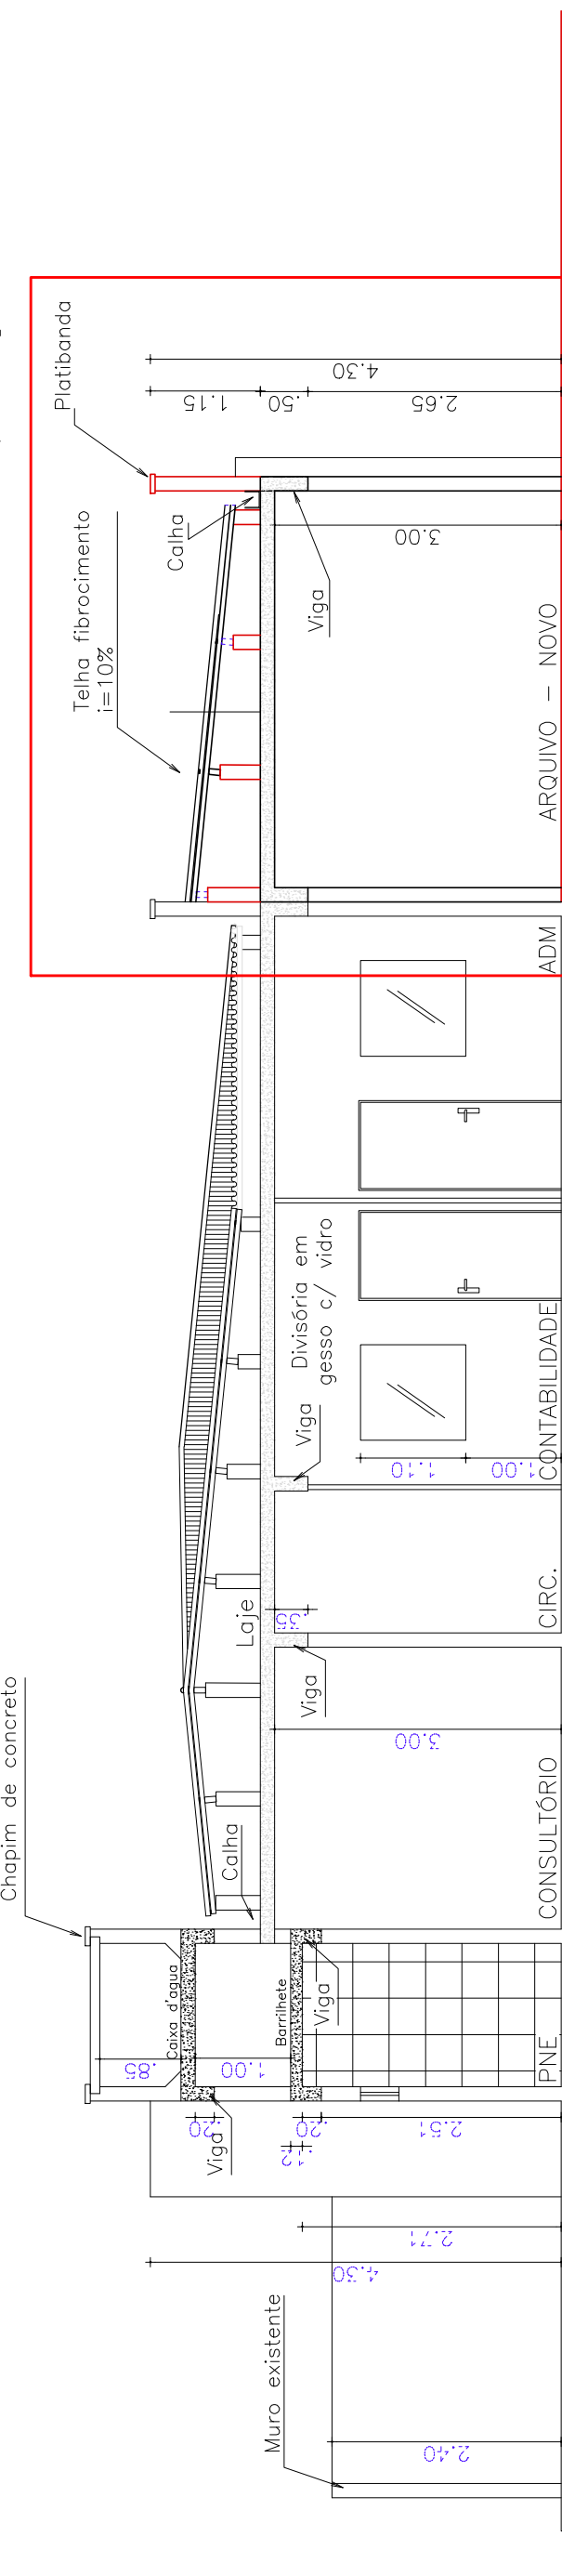 Chapim de concreto
Muro existente
Viga
Caixa d'agua
Barrilhete
Viga
PNE
Calha
CONSULTÓRIO
Viga
Laje
CIRC.
Viga
Divisória em
gesso c/ vidro
CONTABILIDADE
ADM
Telha fibrocimento
i=10%
Calha
Viga
ARQUIVO - NOVO
Platibanda
2.40
4.30
2.71
.20
.12
.20
2.51
.85
1.00
3.00
.35
1.10
1.00
3.00
1.15
.50
2.65
4.30